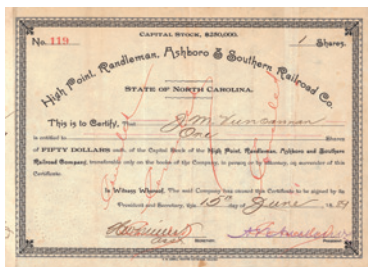 CAPITAL STOCK, $250,000.
No. 119
1 Shares.
High Point, Randleman, Ashboro & Southern Railroad Co.
STATE OF NORTH CAROLINA.
This is to Certify, That
is entitled to One Shares
of FIFTY DOLLARS each, of the Capital Stock of the High Point, Randleman, Ashboro and Southern
Railroad Company, transferable only on the books of the Company, in person or by Attorney, on surrender of this
Certificate.
In Witness Whereof, The said Company has caused this Certificate to be signed by its
President and Secretary, this 15th day of June 18
SECRETARY.
PRESIDENT